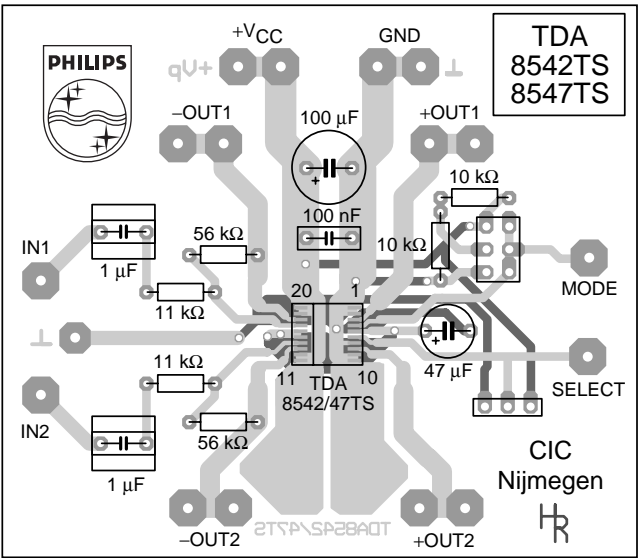 +VCC
GND
TDA
8542TS
8547TS
PHILIPS
+Vp
⊥
−OUT1
+OUT1
100 µF
+
10 kΩ
100 nF
56 kΩ
10 kΩ
IN1
1 µF
MODE
11 kΩ
20
1
⊥
+
11 kΩ
11
10
47 µF
TDA
8542/47TS
SELECT
IN2
56 kΩ
1 µF
CIC
Nijmegen
HR
TDA8542/47TS
−OUT2
+OUT2